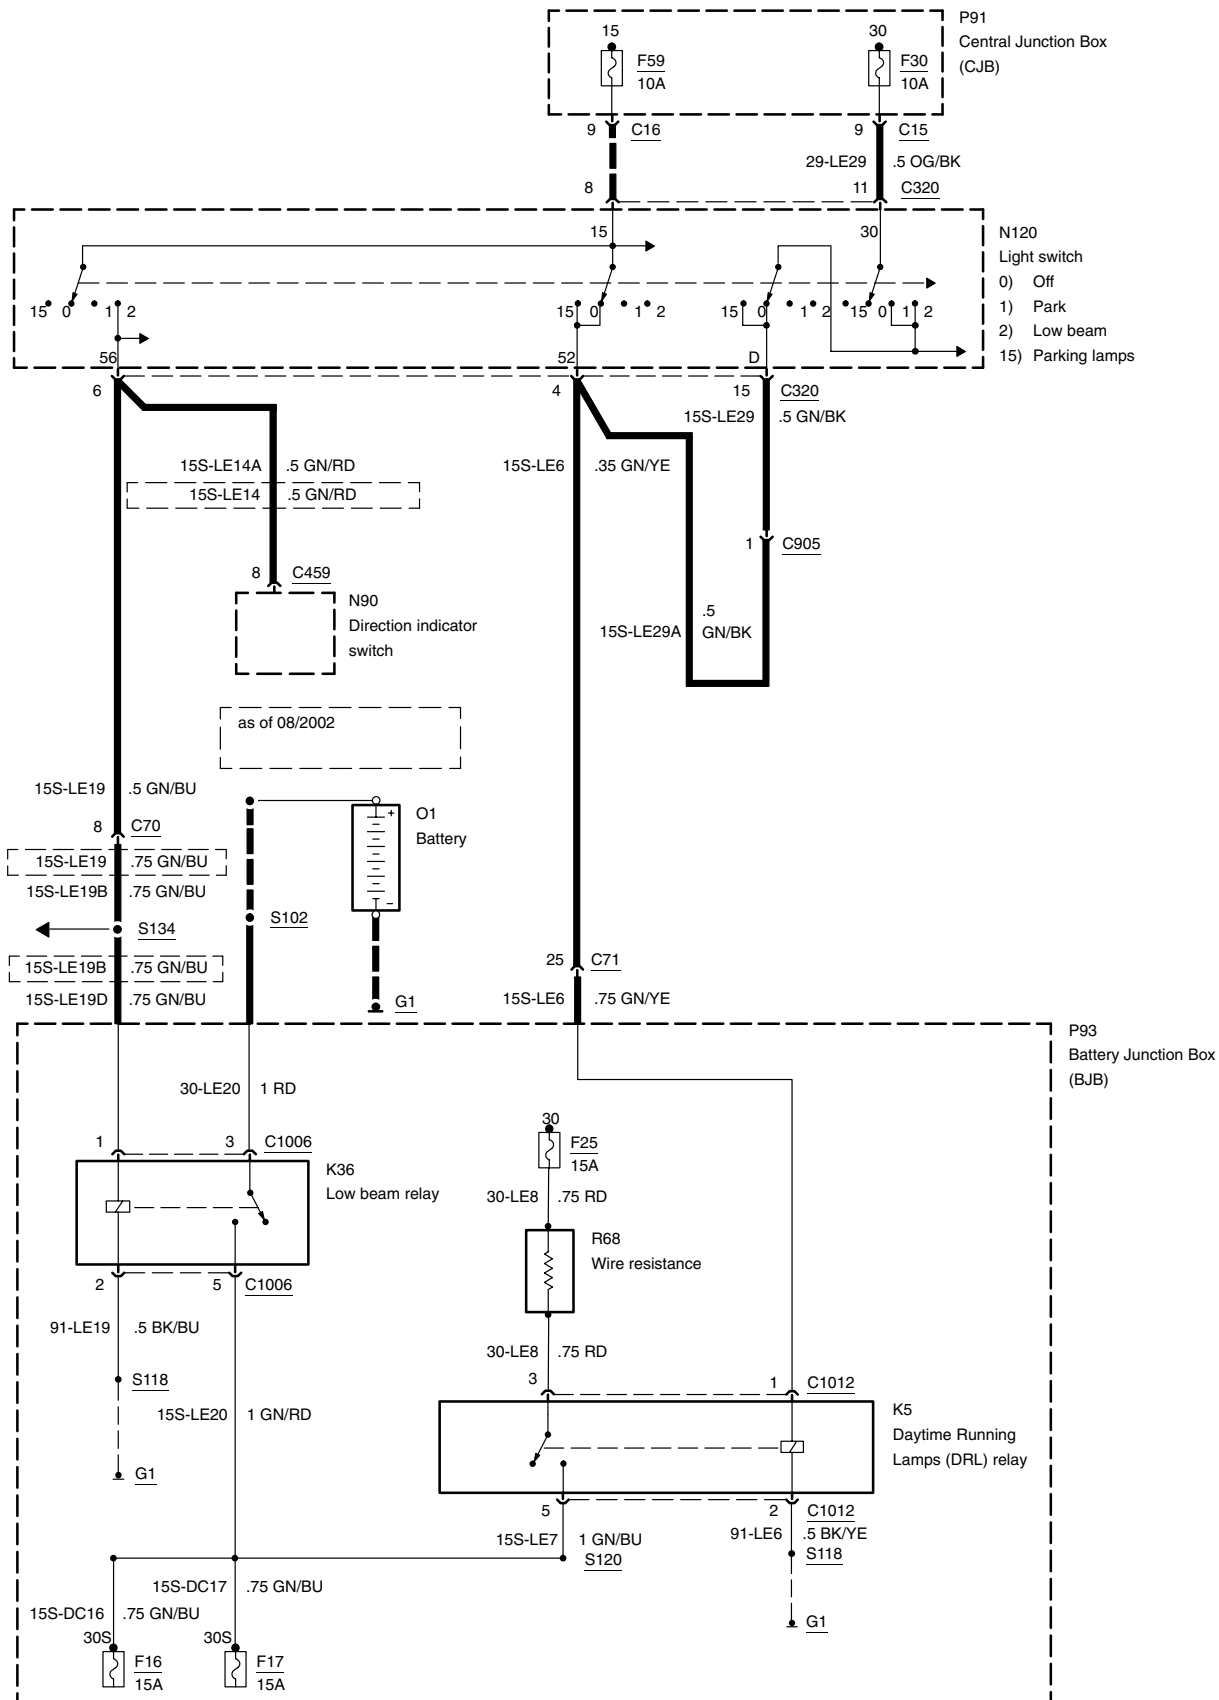 15
30
P91
Central Junction Box
(CJB)
F59
10A
F30
10A
9
C16
9
C15
29-LE29
.5 OG/BK
8
11
C320
15
30
N120
Light switch
0) Off
1) Park
2) Low beam
15) Parking lamps
15 0 1 2
15 0 1 2
15 0 1 2
15 0 1 2
56
52
D
6
4
15
C320
15S-LE29
.5 GN/BK
15S-LE14A
.5 GN/RD
15S-LE6
.35 GN/YE
15S-LE14
.5 GN/RD
1
C905
8
C459
N90
Direction indicator
switch
.5
15S-LE29A
GN/BK
as of 08/2002
15S-LE19
.5 GN/BU
O1
Battery
+
−
8
C70
15S-LE19
.75 GN/BU
15S-LE19B
.75 GN/BU
S134
S102
15S-LE19B
.75 GN/BU
25
C71
15S-LE19D
.75 GN/BU
G1
15S-LE6
.75 GN/YE
P93
Battery Junction Box
(BJB)
30-LE20
1 RD
30
F25
15A
1
3
C1006
K36
Low beam relay
30-LE8
.75 RD
R68
Wire resistance
2
5
C1006
91-LE19
.5 BK/BU
30-LE8
.75 RD
S118
3
1
C1012
15S-LE20
1 GN/RD
K5
Daytime Running
Lamps (DRL) relay
G1
5
2
C1012
15S-LE7
1 GN/BU
91-LE6
.5 BK/YE
S120
S118
15S-DC17
.75 GN/BU
15S-DC16
.75 GN/BU
G1
30S
30S
F16
15A
F17
15A